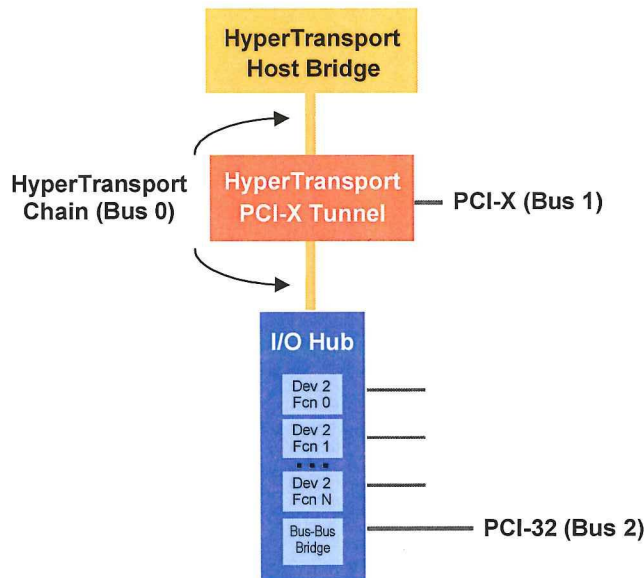 HyperTransport
Host Bridge
HyperTransport
Chain (Bus 0)
HyperTransport
PCI-X Tunnel
PCI-X (Bus 1)
I/O Hub
Dev 2
Fcn 0
Dev 2
Fcn 1
...
Dev 2
Fcn N
Bus-Bus
Bridge
PCI-32 (Bus 2)